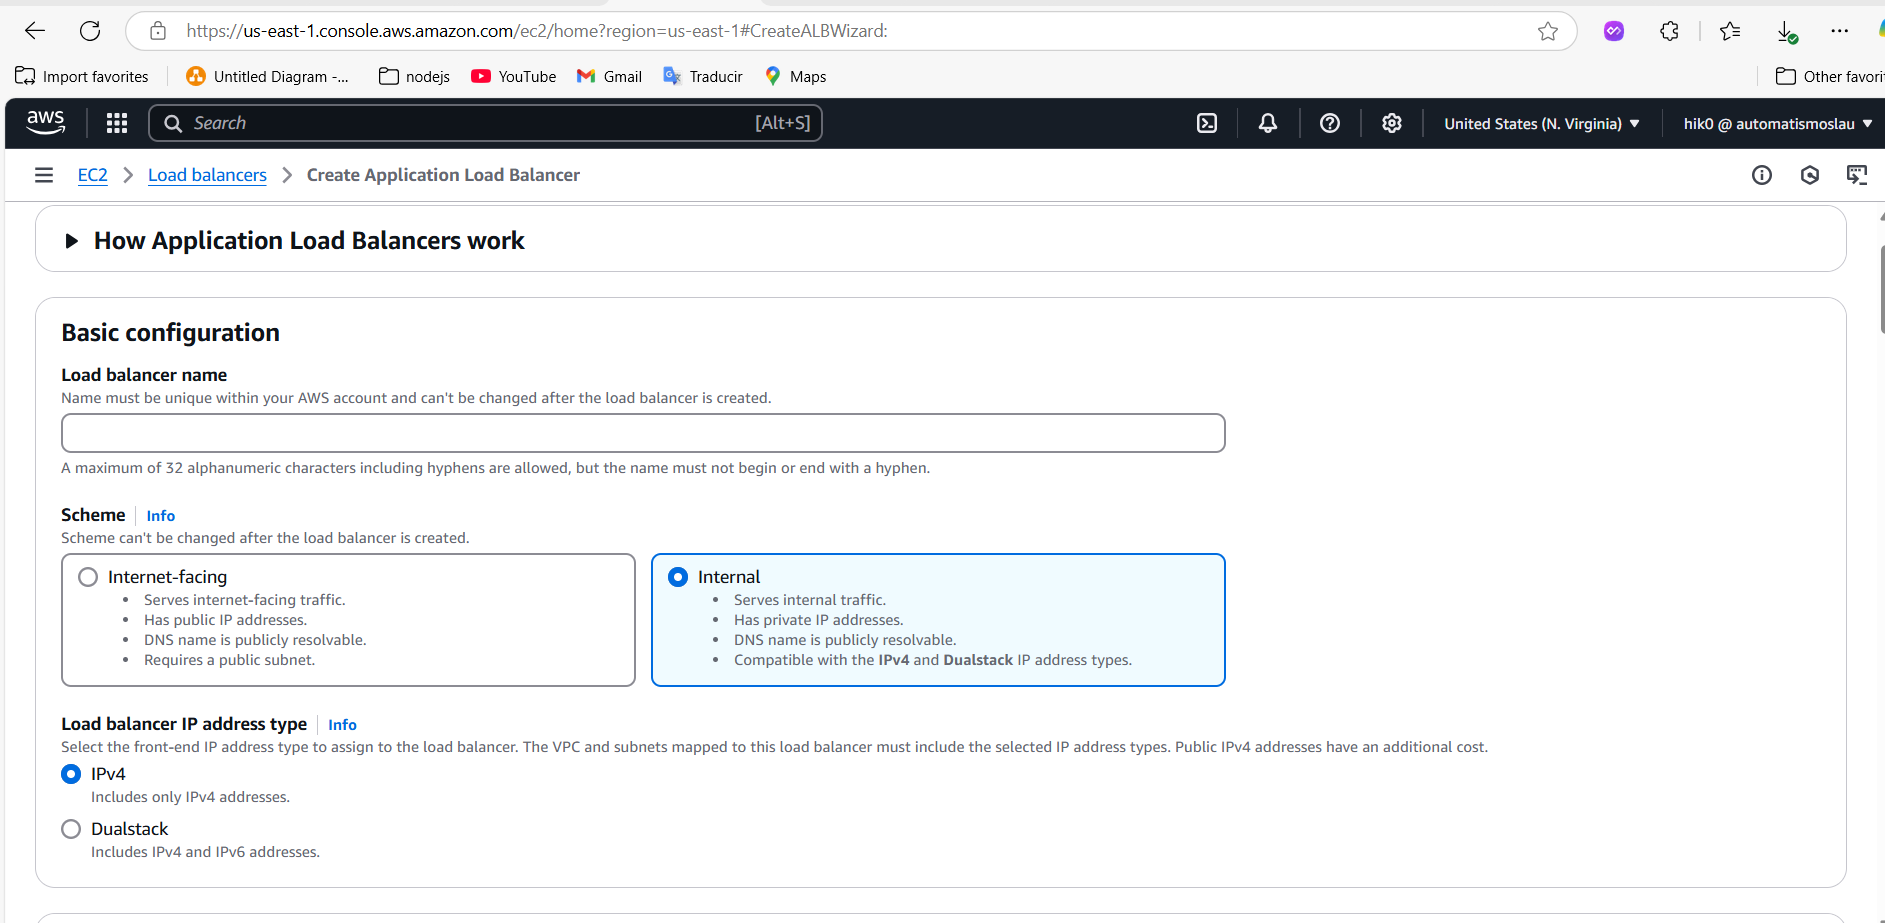 https://us-east-1.console.aws.amazon.com/ec2/home?region=us-east-1#CreateALBWizard:
Import favorites
Untitled Diagram -...
nodejs
YouTube
Gmail
Traducir
Maps
Other favori
aws
Search
[Alt+S]
United States (N. Virginia)
hik0 @ automatismoslau
EC2
Load balancers
Create Application Load Balancer
How Application Load Balancers work
Basic configuration
Load balancer name
Name must be unique within your AWS account and can't be changed after the load balancer is created.
A maximum of 32 alphanumeric characters including hyphens are allowed, but the name must not begin or end with a hyphen.
Scheme
Info
Scheme can't be changed after the load balancer is created.
Internet-facing
• Serves internet-facing traffic.
• Has public IP addresses.
• DNS name is publicly resolvable.
• Requires a public subnet.
Internal
• Serves internal traffic.
• Has private IP addresses.
• DNS name is publicly resolvable.
• Compatible with the IPv4 and Dualstack IP address types.
Load balancer IP address type
Info
Select the front-end IP address type to assign to the load balancer. The VPC and subnets mapped to this load balancer must include the selected IP address types. Public IPv4 addresses have an additional cost.
IPv4
Includes only IPv4 addresses.
Dualstack
Includes IPv4 and IPv6 addresses.